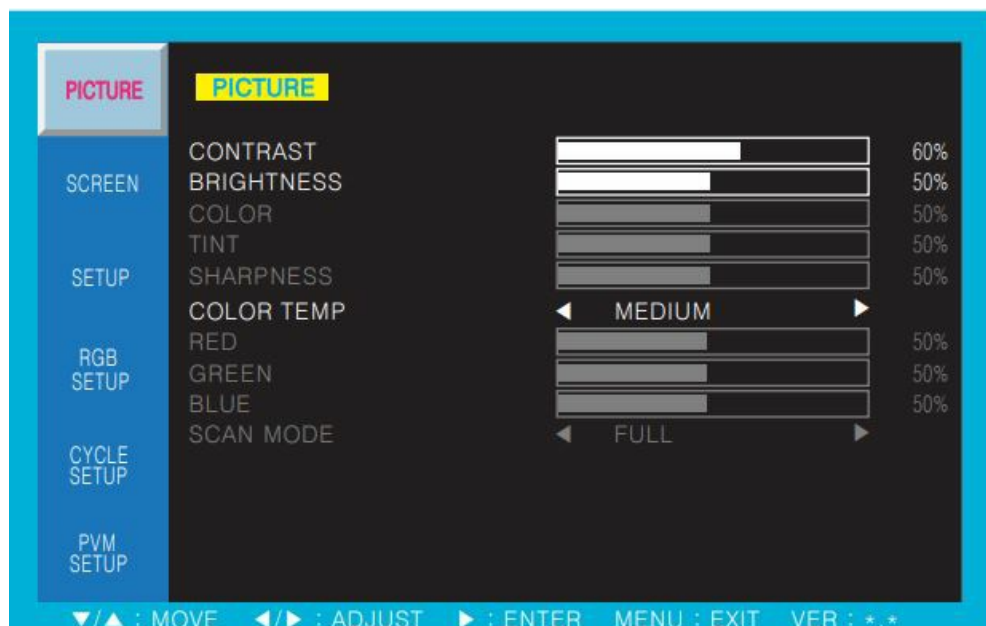 PICTURE
SCREEN
SETUP
RGB
SETUP
CYCLE
SETUP
PVM
SETUP
PICTURE
CONTRAST 60%
BRIGHTNESS 50%
COLOR 50%
TINT 50%
SHARPNESS 50%
COLOR TEMP ◀ MEDIUM ▶
RED 50%
GREEN 50%
BLUE 50%
SCAN MODE ◀ FULL ▶
▼/▲ : MOVE ◀/▶ : ADJUST ▶ : ENTER MENU : EXIT VER : *.*